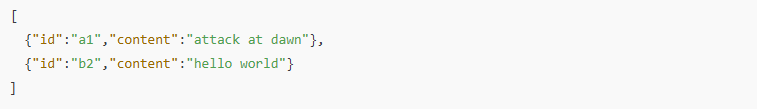 [
  {"id":"a1","content":"attack at dawn"},
  {"id":"b2","content":"hello world"}
]